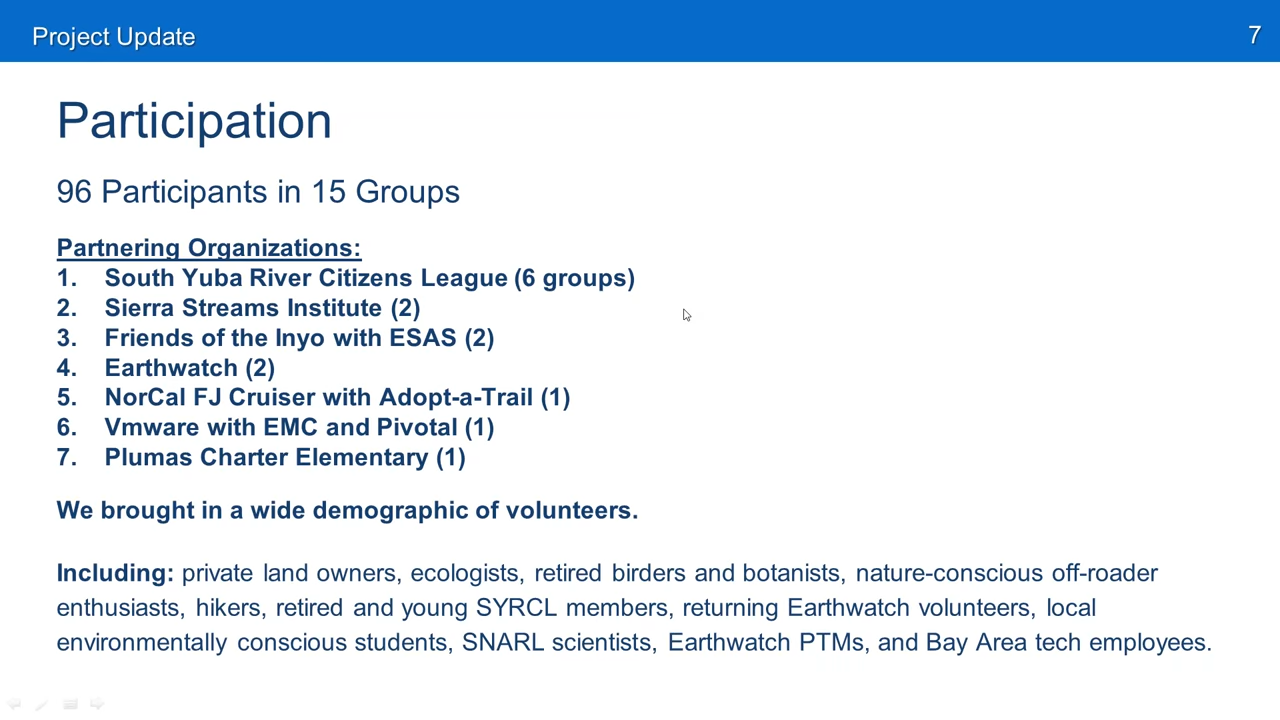 Project Update
7
Participation
96 Participants in 15 Groups
Partnering Organizations:
1. South Yuba River Citizens League (6 groups)
2. Sierra Streams Institute (2)
3. Friends of the Inyo with ESAS (2)
4. Earthwatch (2)
5. NorCal FJ Cruiser with Adopt-a-Trail (1)
6. Vmware with EMC and Pivotal (1)
7. Plumas Charter Elementary (1)
We brought in a wide demographic of volunteers.
Including: private land owners, ecologists, retired birders and botanists, nature-conscious off-roader
enthusiasts, hikers, retired and young SYRCL members, returning Earthwatch volunteers, local
environmentally conscious students, SNARL scientists, Earthwatch PTMs, and Bay Area tech employees.